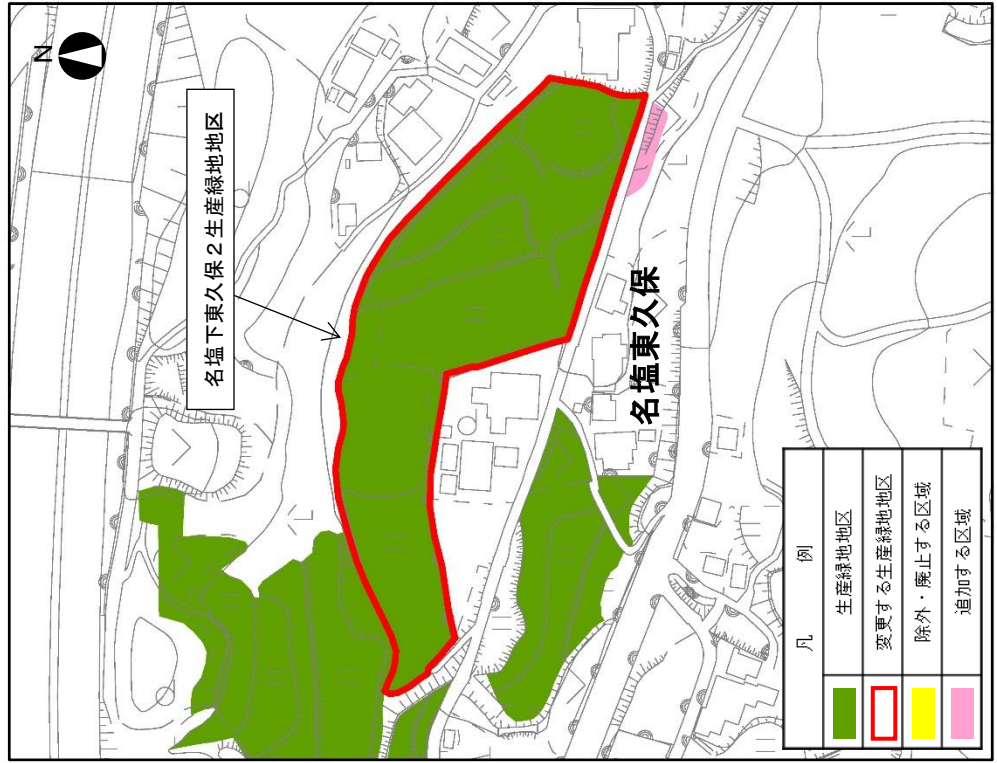 N
名塩下東久保２生産緑地地区
名塩東久保
凡　例
生産緑地地区
変更する生産緑地地区
除外・廃止する区域
追加する区域